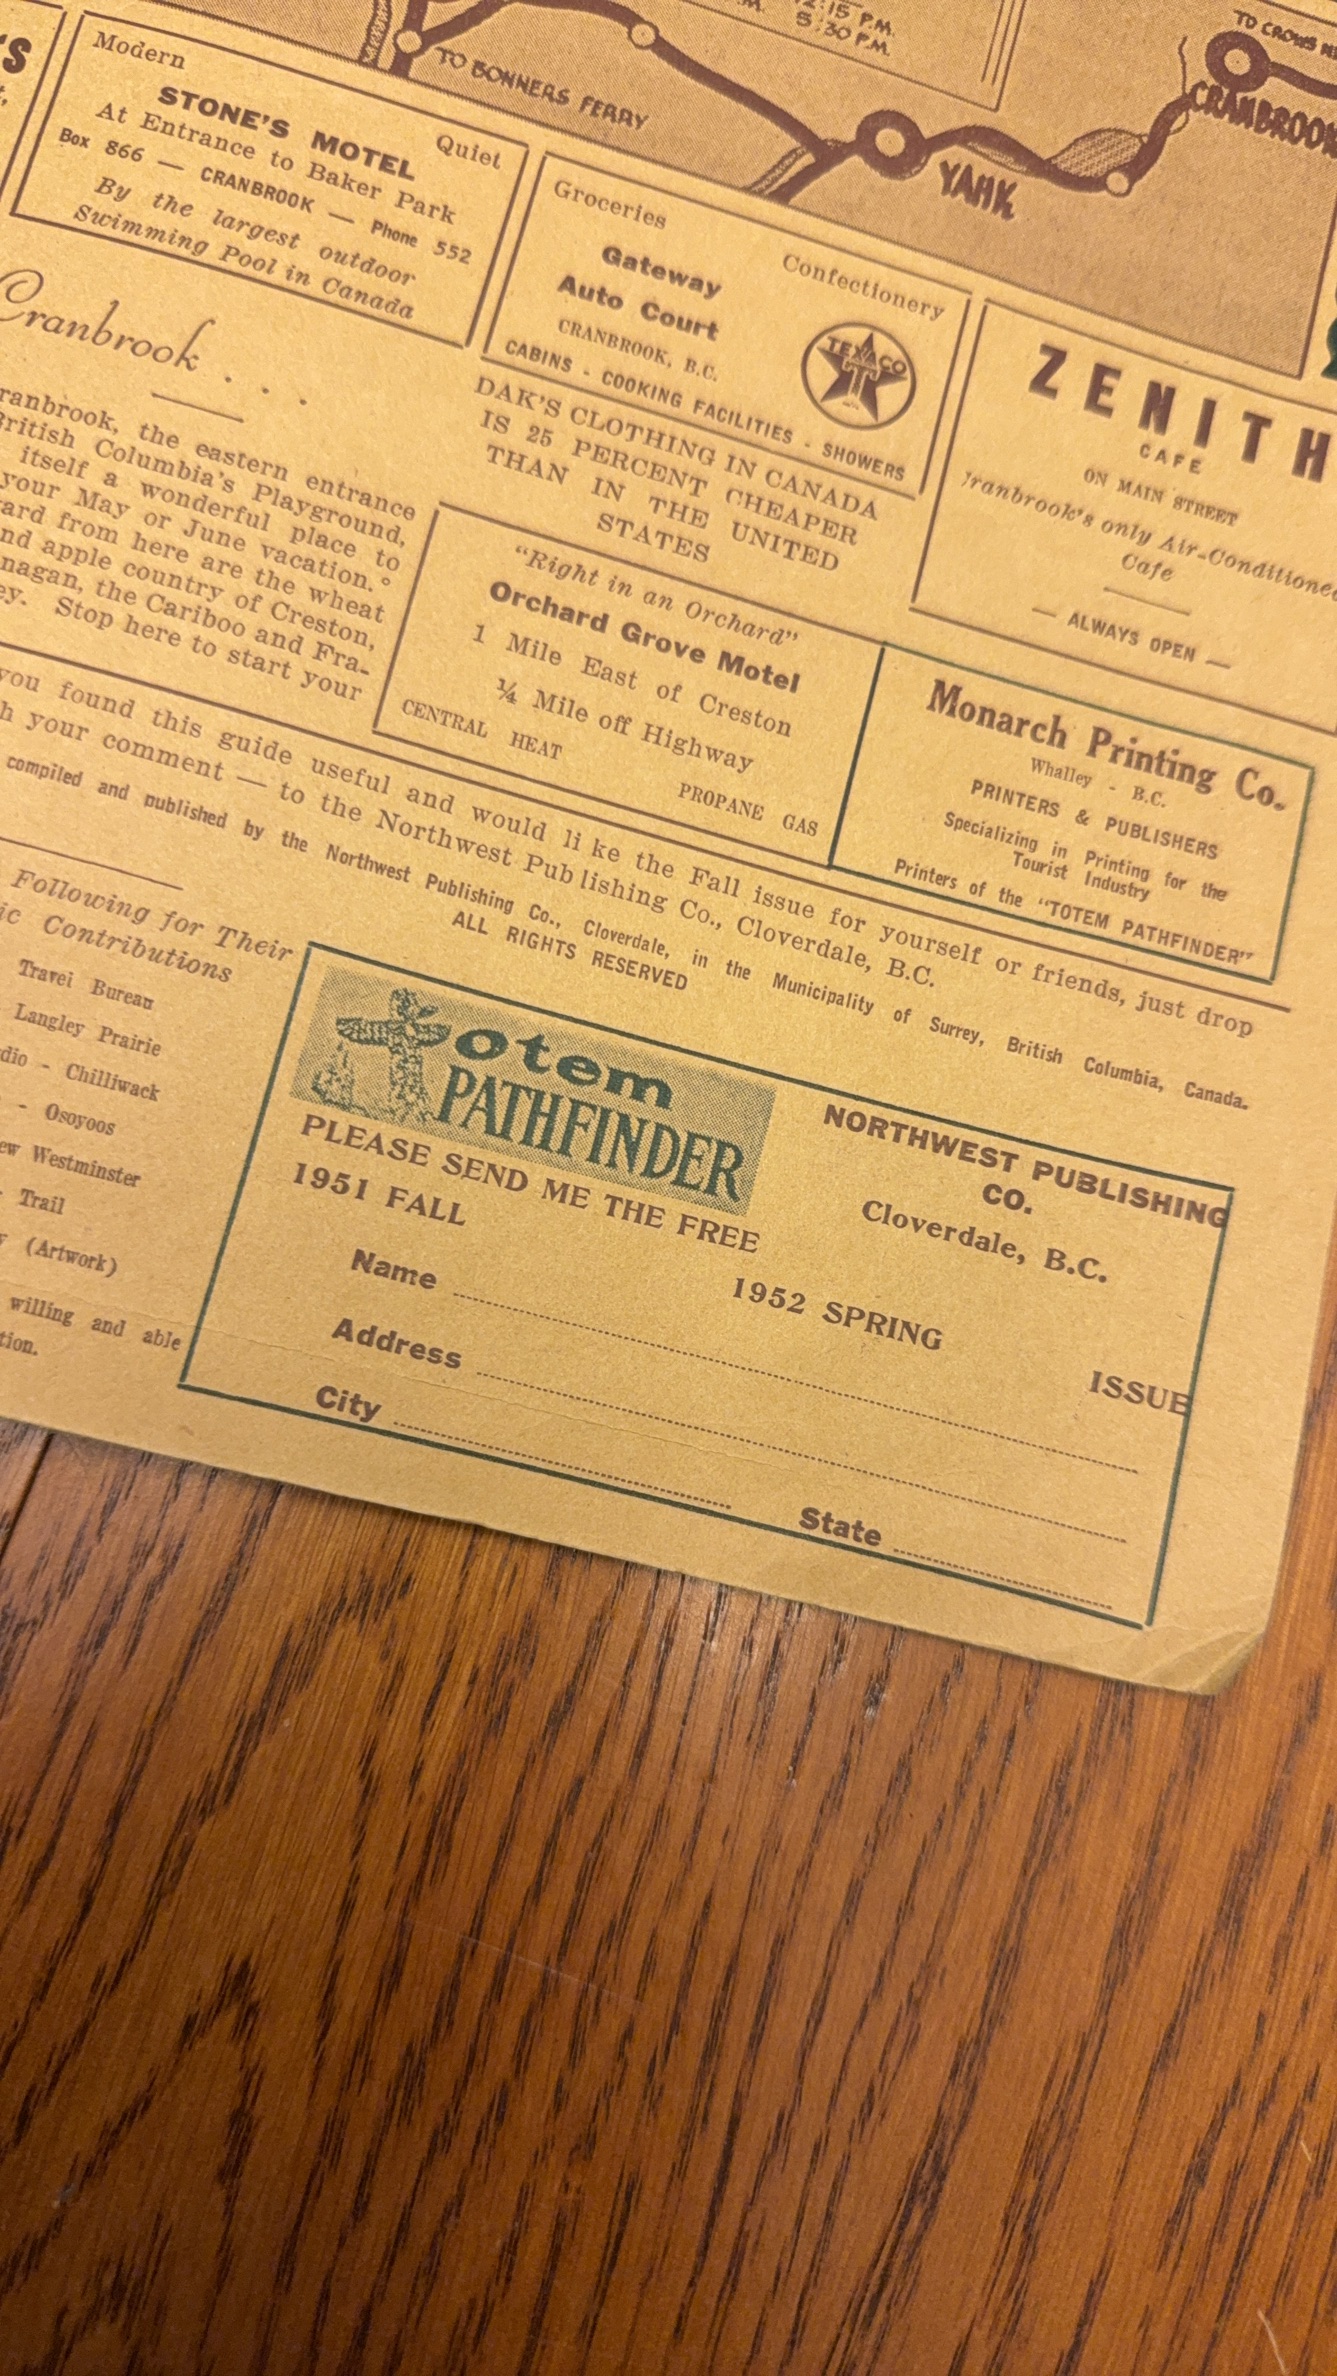 12:15 P.M.
5:30 P.M.
TO BONNERS FERRY
YAHK
CRANBROOK
Modern
STONE'S MOTEL
Quiet
At Entrance to Baker Park
Box 866 — CRANBROOK — Phone 552
By the largest outdoor
Swimming Pool in Canada
Groceries
Confectionery
Gateway
Auto Court
CRANBROOK, B.C.
TEXACO
T
CABINS - COOKING FACILITIES - SHOWERS
ZENITH
CAFE
ON MAIN STREET
only Air-Conditioned
Cafe
— ALWAYS OPEN —
Cranbrook . . .
ranbrook, the eastern entrance
British Columbia's Playground,
itself a wonderful place to
your May or June vacation.
ard from here are the wheat
nd apple country of Creston,
nagan, the Cariboo and Fra-
ey. Stop here to start your
DAK'S CLOTHING IN CANADA
IS 25 PERCENT CHEAPER
THAN IN THE UNITED
STATES
"Right in an Orchard"
Orchard Grove Motel
1 Mile East of Creston
¼ Mile off Highway
CENTRAL HEAT
PROPANE GAS
Monarch Printing Co.
Whalley - B.C.
PRINTERS & PUBLISHERS
Specializing in Printing for the
Tourist Industry
Printers of the "TOTEM PATHFINDER"
you found this guide useful and would li ke the Fall issue for yourself or friends, just drop
h your comment — to the Northwest Pub lishing Co., Cloverdale, B.C.
compiled and published by the Northwest Publishing Co., Cloverdale, in the Municipality of Surrey, British Columbia, Canada.
ALL RIGHTS RESERVED
Following for Their
ic Contributions
Travel Bureau
Langley Prairie
dio - Chilliwack
- Osoyoos
ew Westminster
- Trail
(Artwork)
willing and able
tion.
Totem
PATHFINDER
NORTHWEST PUBLISHING
CO.
Cloverdale, B.C.
PLEASE SEND ME THE FREE
1951 FALL
1952 SPRING
ISSUE
Name
Address
City
State